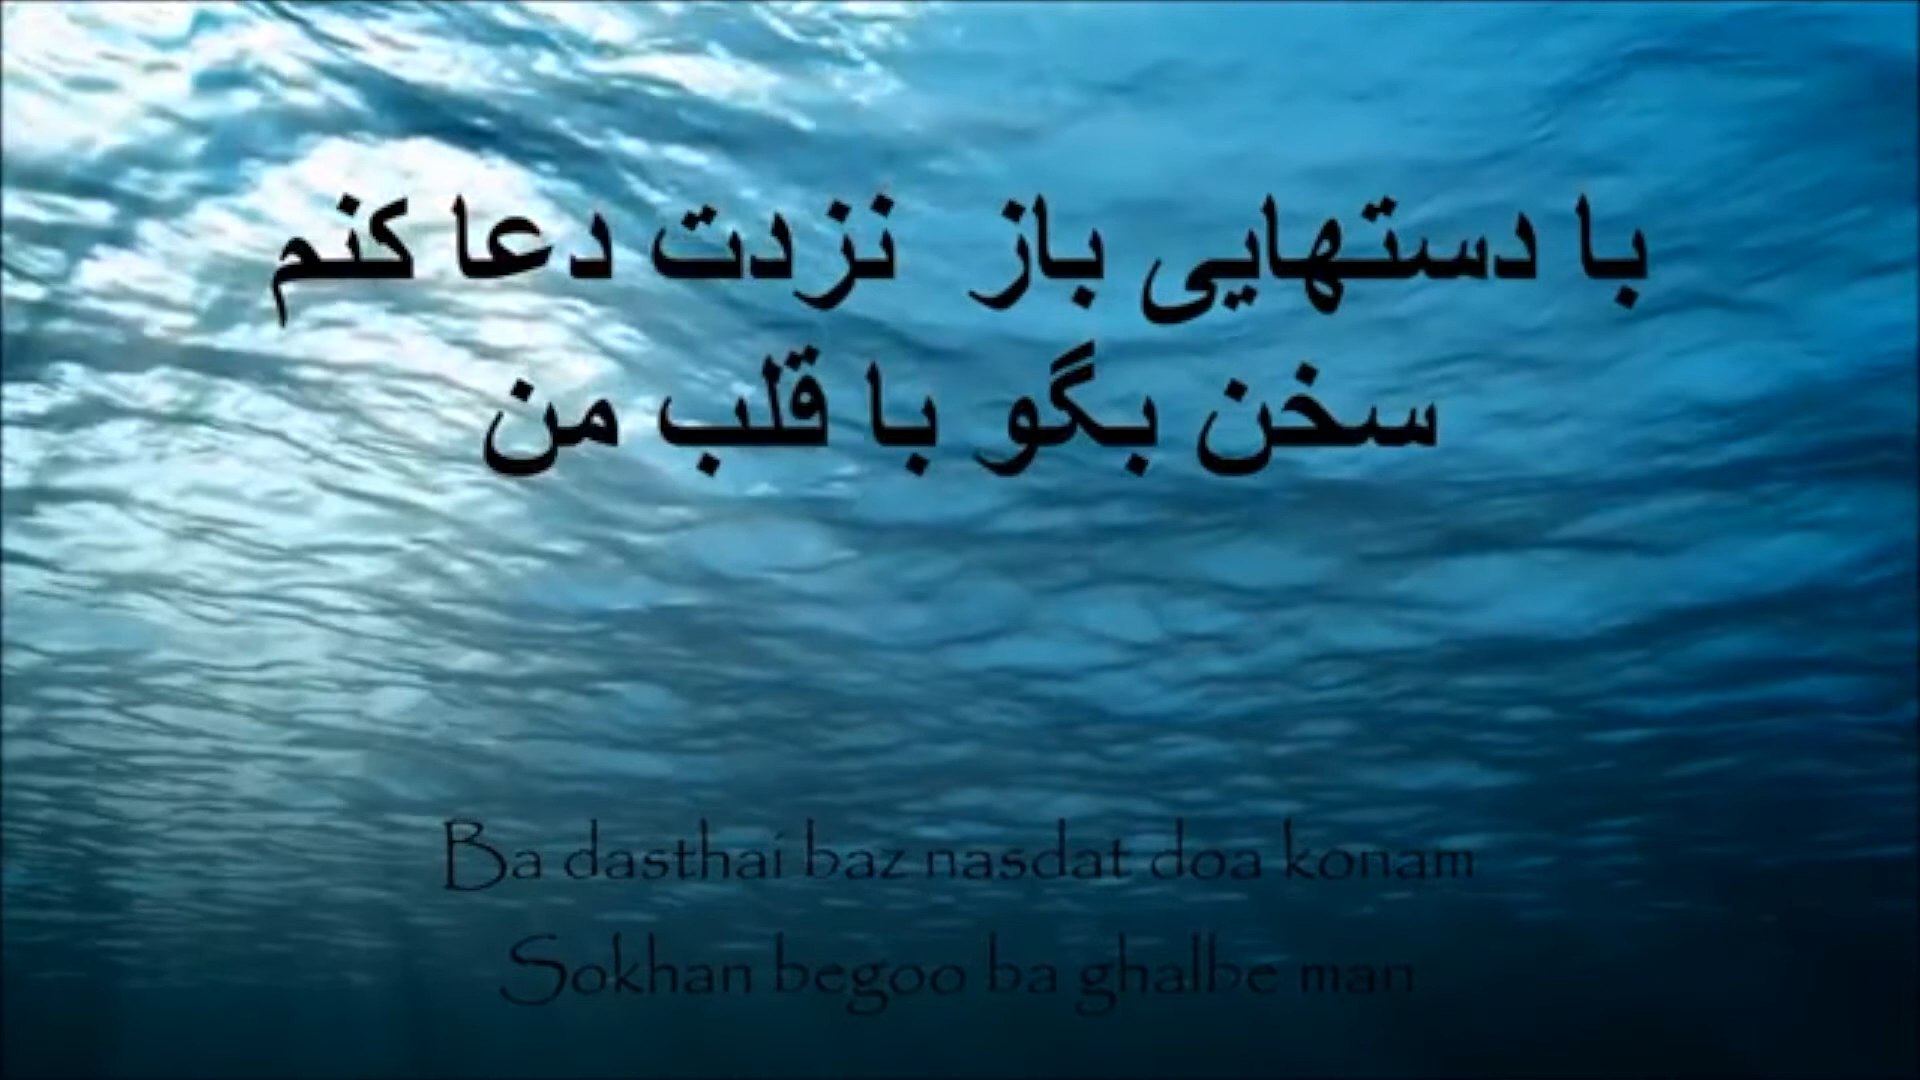 با دستهایی باز  نزدت دعا کنم
سخن بگو با قلب من
Ba dasthai baz nasdat doa konam
Sokhan begoo ba ghalbe man